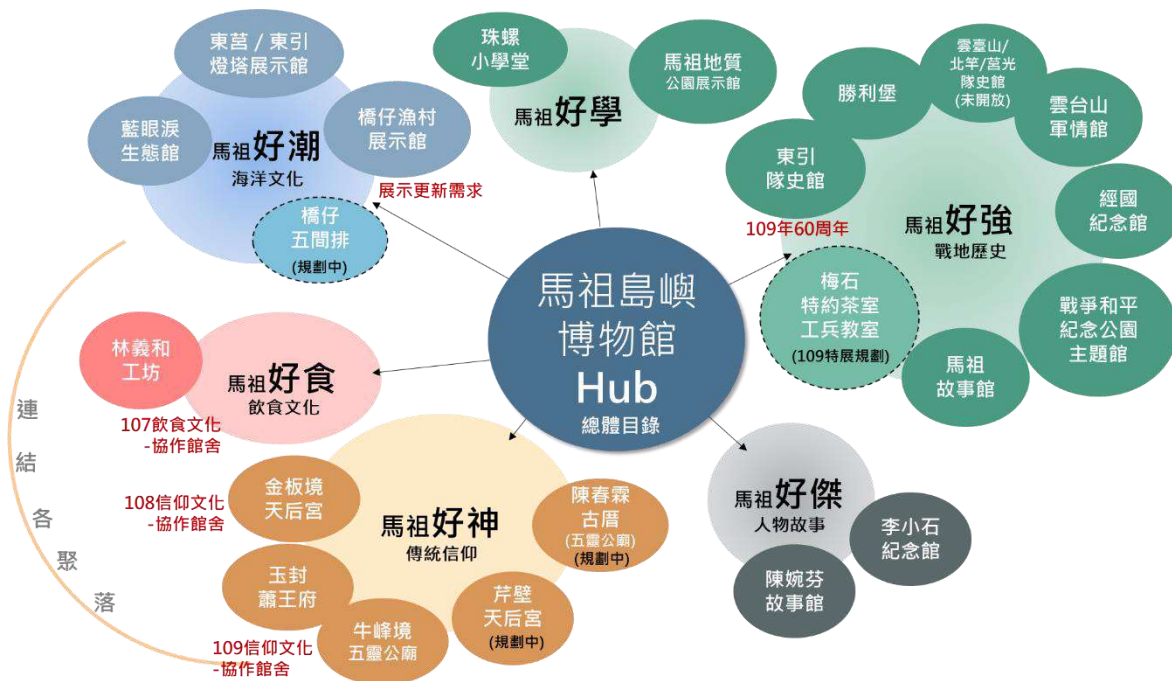 東莒 / 東引
燈塔展示館
藍眼淚
生態館
橋仔漁村
展示館
馬祖好潮
海洋文化
展示更新需求
橋仔
五間排
(規劃中)
珠螺
小學堂
馬祖地質
公園展示館
馬祖好學
雲臺山/
北竿/莒光
隊史館
(未開放)
勝利堡
雲台山
軍情館
東引
隊史館
經國
紀念館
馬祖好強
戰地歷史
109年60周年
梅石
特約茶室
工兵教室
(109特展規劃)
戰爭和平
紀念公園
主題館
馬祖
故事館
馬祖島嶼
博物館
Hub
總體目錄
林義和
工坊
馬祖好食
飲食文化
107飲食文化
-協作館舍
金板境
天后宮
108信仰文化
-協作館舍
馬祖好神
傳統信仰
陳春霖
古厝
(五靈公廟)
(規劃中)
玉封
蕭王府
牛峰境
五靈公廟
芹壁
天后宮
(規劃中)
109信仰文化
-協作館舍
馬祖好傑
人物故事
李小石
紀念館
陳婉芬
故事館
連結各聚落